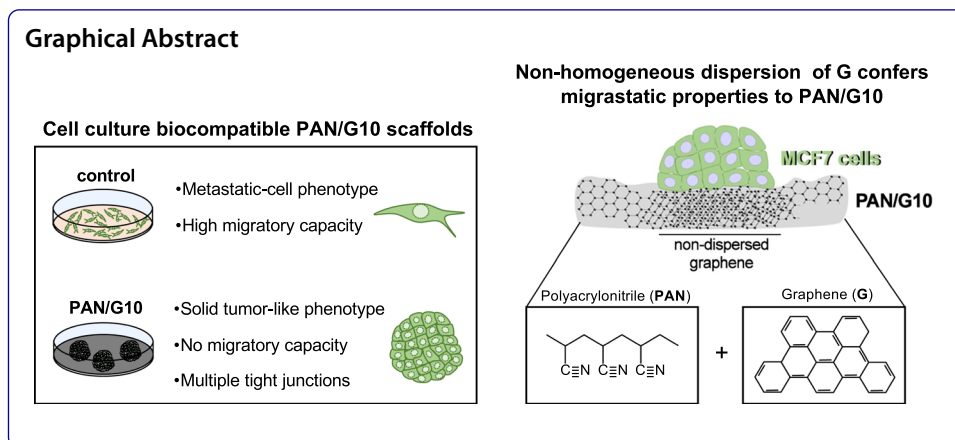 Graphical Abstract
Cell culture biocompatible PAN/G10 scaffolds
control
•Metastatic-cell phenotype
•High migratory capacity
PAN/G10
•Solid tumor-like phenotype
•No migratory capacity
•Multiple tight junctions
Non-homogeneous dispersion of G confers
migrastatic properties to PAN/G10
MCF7 cells
PAN/G10
non-dispersed
graphene
Polyacrylonitrile (PAN)
C≡N C≡N C≡N
+
Graphene (G)